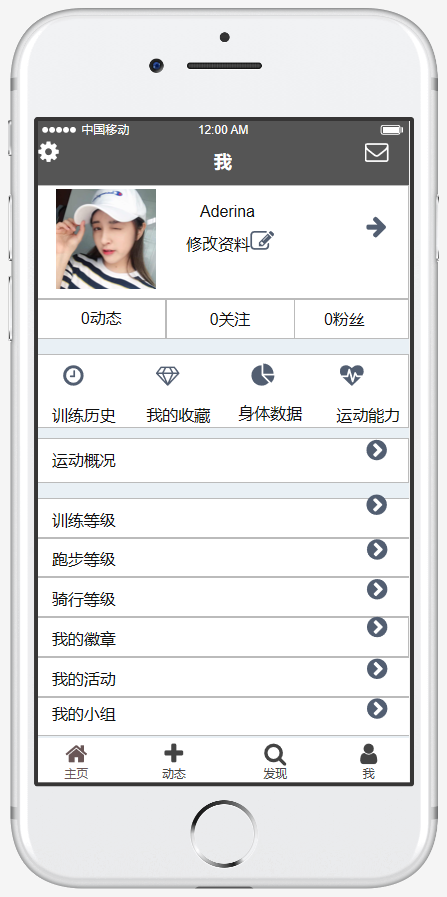 中国移动 12:00 AM
我
Aderina
修改资料
0动态 0关注 0粉丝
训练历史 我的收藏 身体数据 运动能力
运动概况
训练等级
跑步等级
骑行等级
我的徽章
我的活动
我的小组
主页 动态 发现 我